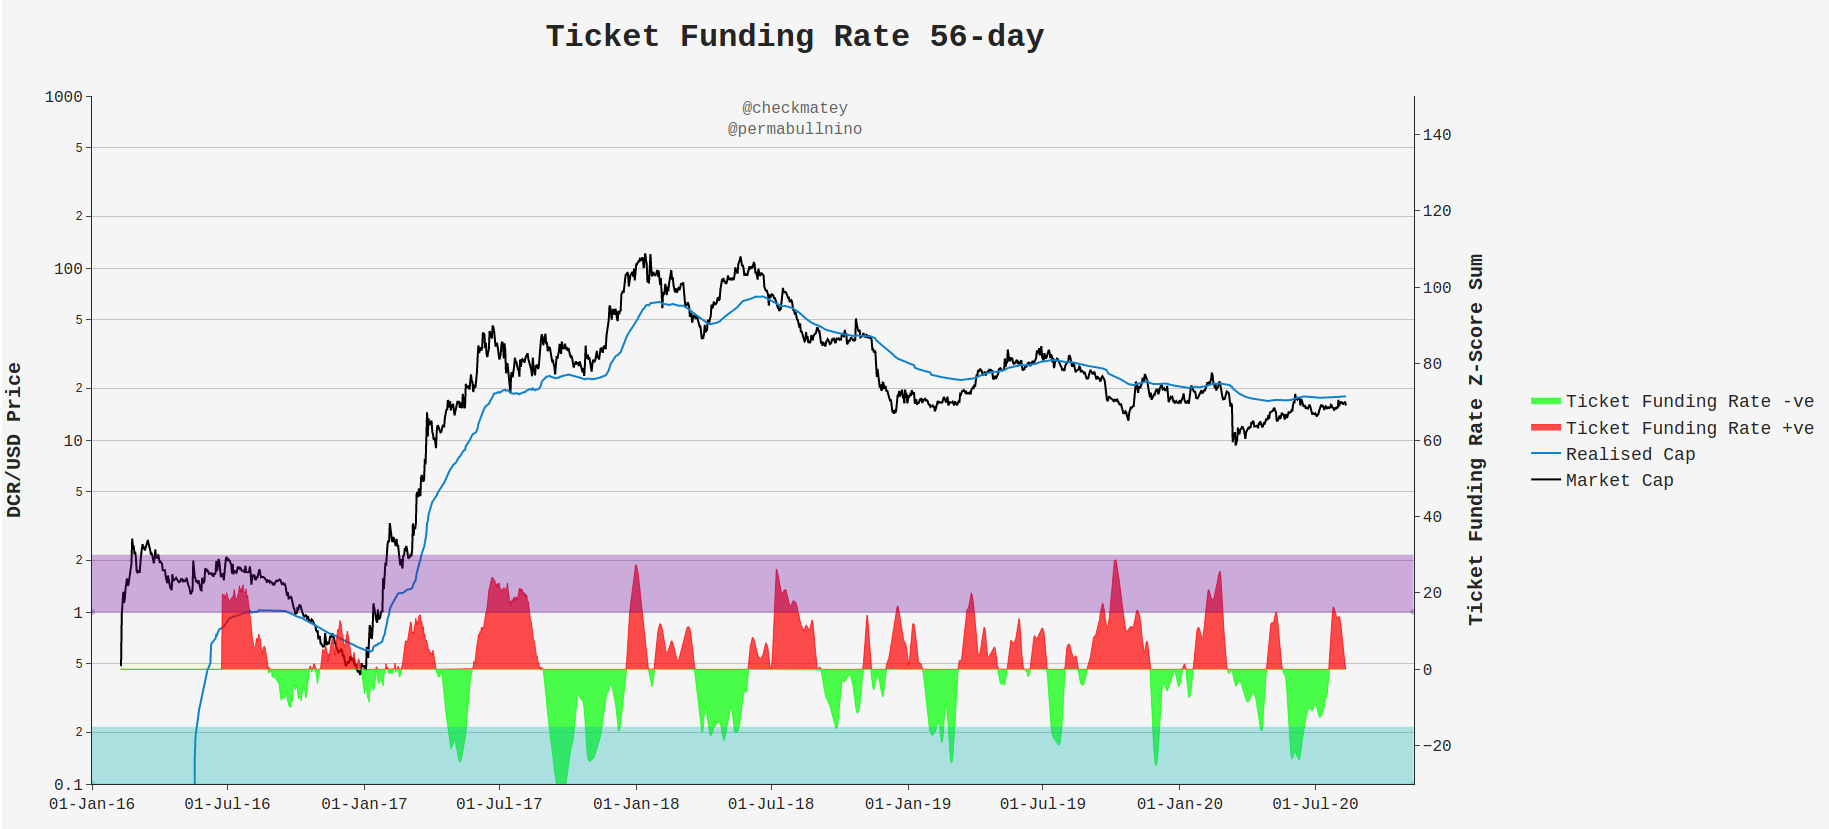 Ticket Funding Rate 56-day
@checkmatey
@permabullnino
1000
5
2
100
5
2
10
5
2
1
5
2
0.1
DCR/USD Price
140
120
100
80
60
40
20
0
−20
Ticket Funding Rate Z-Score Sum
01-Jan-16
01-Jul-16
01-Jan-17
01-Jul-17
01-Jan-18
01-Jul-18
01-Jan-19
01-Jul-19
01-Jan-20
01-Jul-20
Ticket Funding Rate -ve
Ticket Funding Rate +ve
Realised Cap
Market Cap